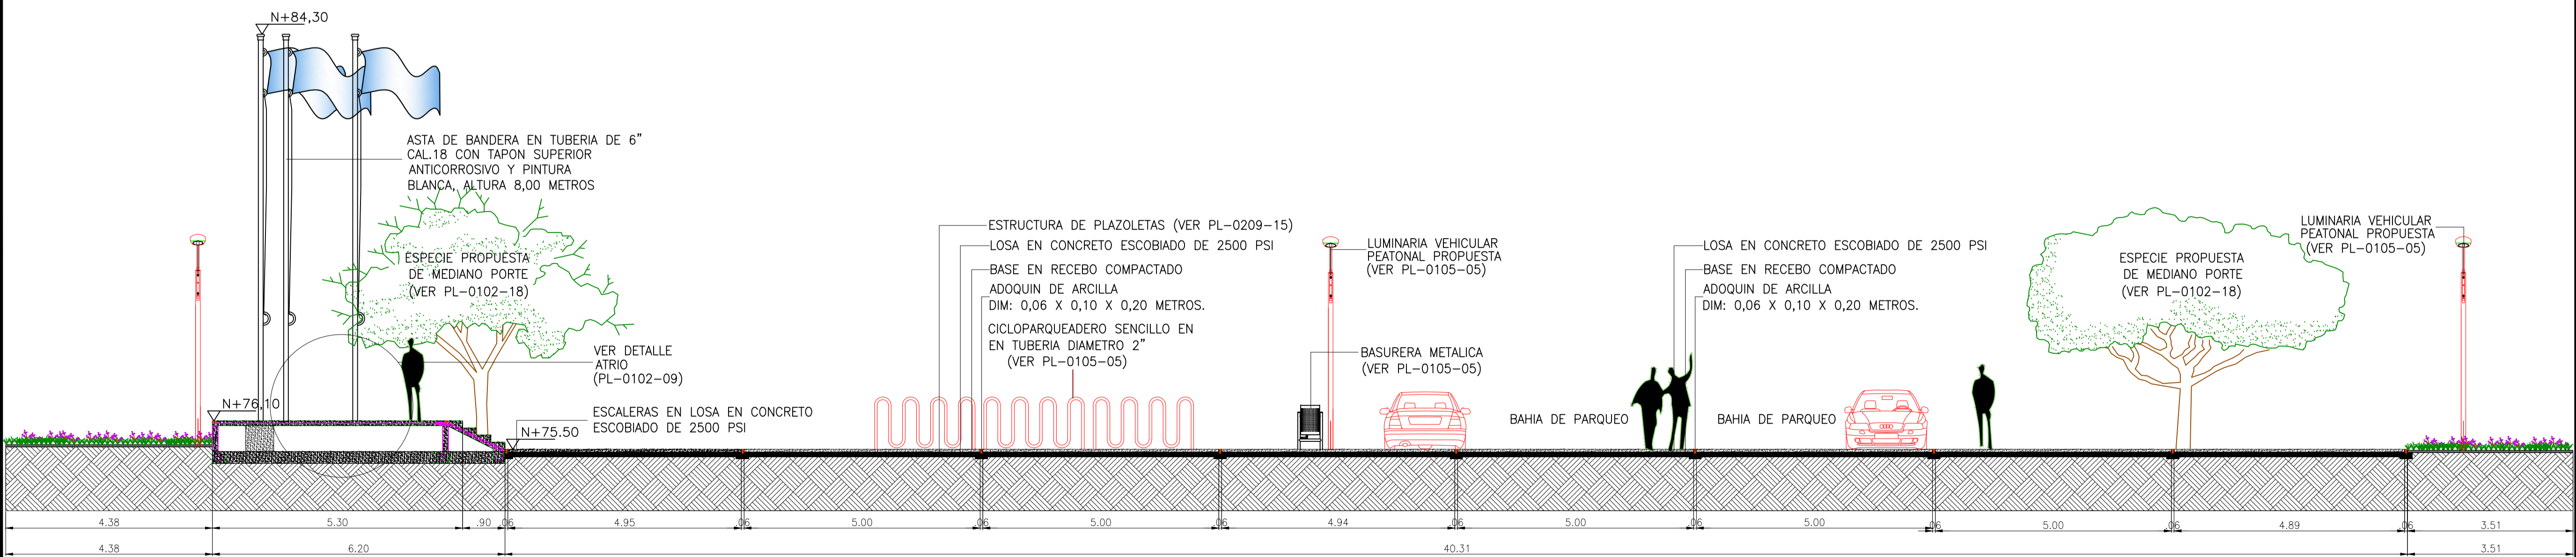 N+84,30
ASTA DE BANDERA EN TUBERIA DE 6"
CAL.18 CON TAPON SUPERIOR
ANTICORROSIVO Y PINTURA
BLANCA, ALTURA 8,00 METROS
ESPECIE PROPUESTA
DE MEDIANO PORTE
(VER PL-0102-18)
VER DETALLE
ATRIO
(PL-0102-09)
N+76,10
ESCALERAS EN LOSA EN CONCRETO
ESCOBIADO DE 2500 PSI
N+75.50
ESTRUCTURA DE PLAZOLETAS (VER PL-0209-15)
LOSA EN CONCRETO ESCOBIADO DE 2500 PSI
BASE EN RECEBO COMPACTADO
ADOQUIN DE ARCILLA
DIM: 0,06 X 0,10 X 0,20 METROS.
CICLOPARQUEADERO SENCILLO EN
EN TUBERIA DIAMETRO 2"
(VER PL-0105-05)
LUMINARIA VEHICULAR
PEATONAL PROPUESTA
(VER PL-0105-05)
BASURERA METALICA
(VER PL-0105-05)
BAHIA DE PARQUEO
LOSA EN CONCRETO ESCOBIADO DE 2500 PSI
BASE EN RECEBO COMPACTADO
ADOQUIN DE ARCILLA
DIM: 0,06 X 0,10 X 0,20 METROS.
BAHIA DE PARQUEO
ESPECIE PROPUESTA
DE MEDIANO PORTE
(VER PL-0102-18)
LUMINARIA VEHICULAR
PEATONAL PROPUESTA
(VER PL-0105-05)
4.38 5.30 .90 .06 4.95 .06 5.00 .06 5.00 .06 4.94 .06 5.00 .06 5.00 .06 5.00 .06 4.89 .06 3.51
4.38 6.20 40.31 3.51